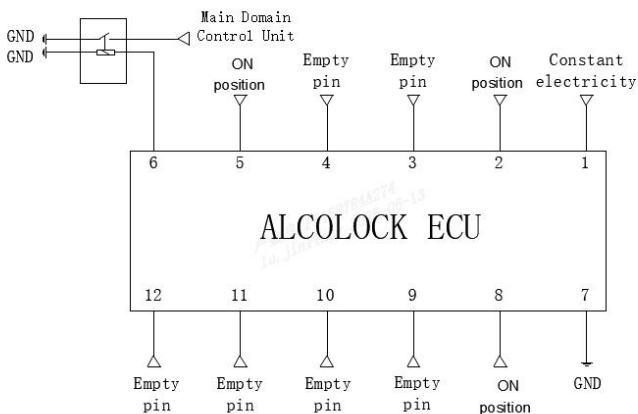 Main Domain
Control Unit
GND
GND
ON
position
Empty
pin
Empty
pin
ON
position
Constant
electricity
6
5
4
3
2
1
ALCOLOCK ECU
12
11
10
9
8
7
Empty
pin
Empty
pin
Empty
pin
Empty
pin
ON
position
GND